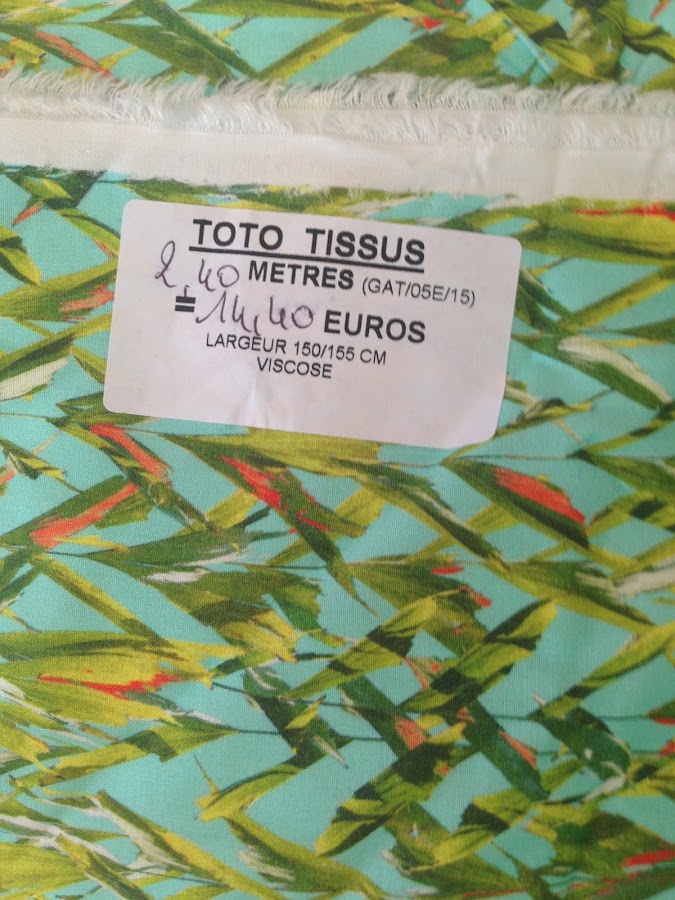 TOTO TISSUS
2,40 METRES (GAT/05E/15)
= 14,40 EUROS
LARGEUR 150/155 CM
VISCOSE